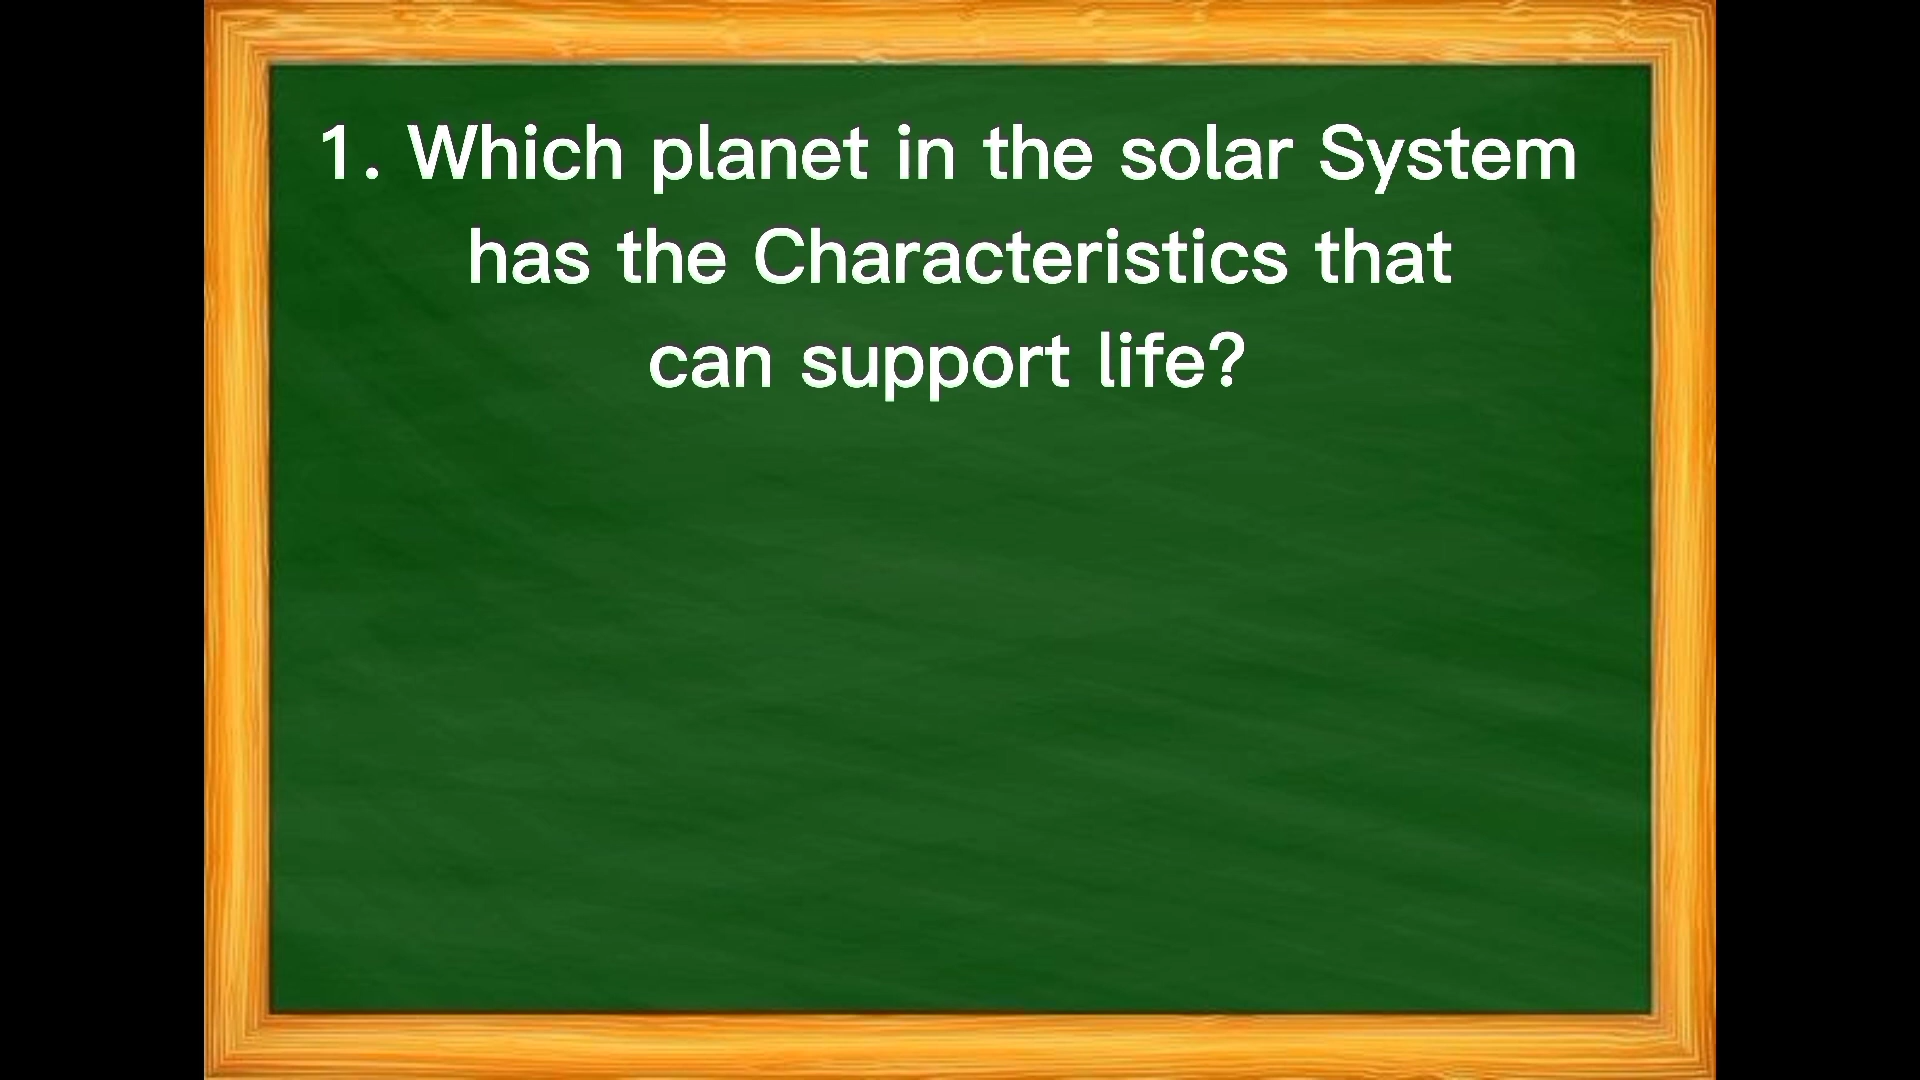 1. Which planet in the solar System
has the Characteristics that
can support life?